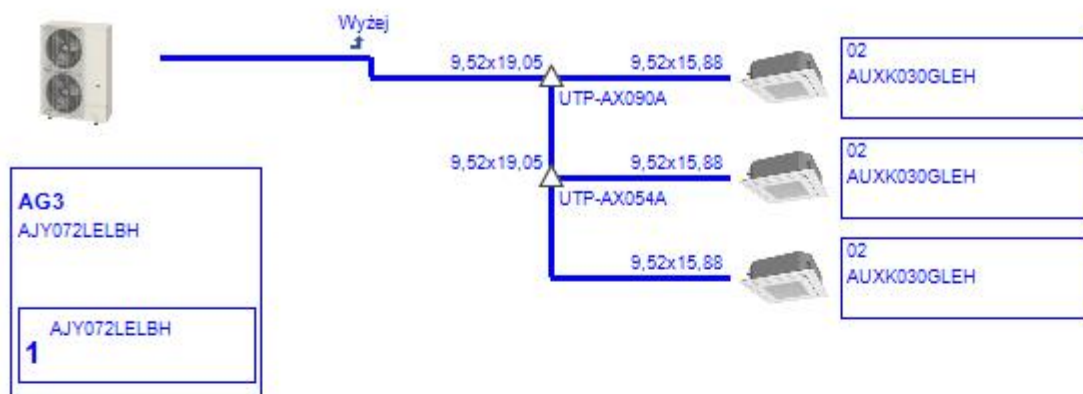 Wyżej
9,52x19,05
9,52x15,88
02
AUXK030GLEH
UTP-AX090A
9,52x19,05
9,52x15,88
02
AUXK030GLEH
UTP-AX054A
9,52x15,88
02
AUXK030GLEH
AG3
AJY072LELBH
AJY072LELBH
1